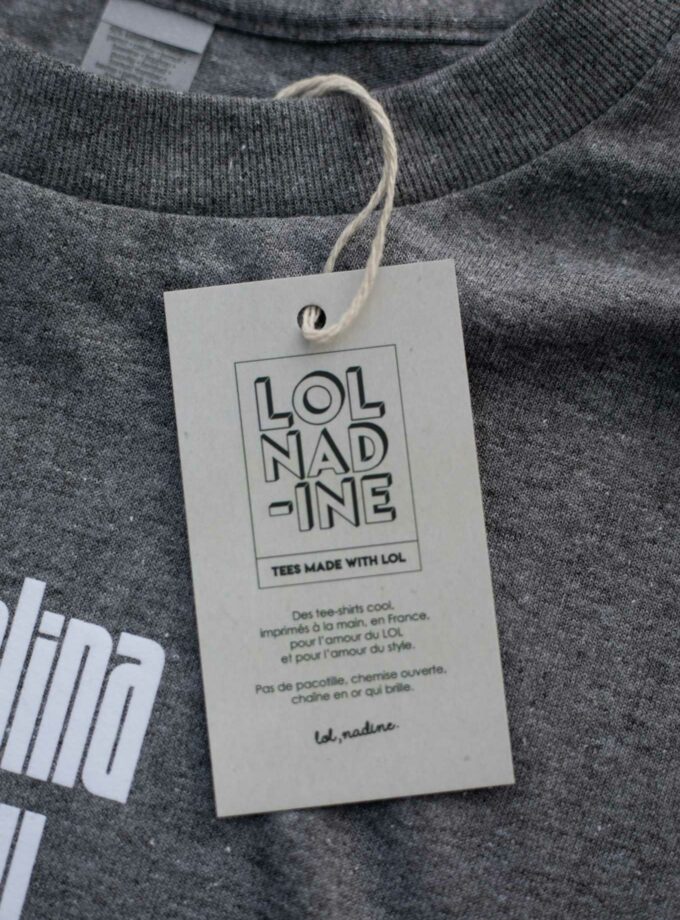 LOL
NAD
-INE
TEES MADE WITH LOL
Des tee-shirts cool,
imprimés à la main, en France,
pour l'amour du LOL
et pour l'amour du style.
Pas de pacotille, chemise ouverte,
chaîne en or qui brille.
lol, nadine.
lina